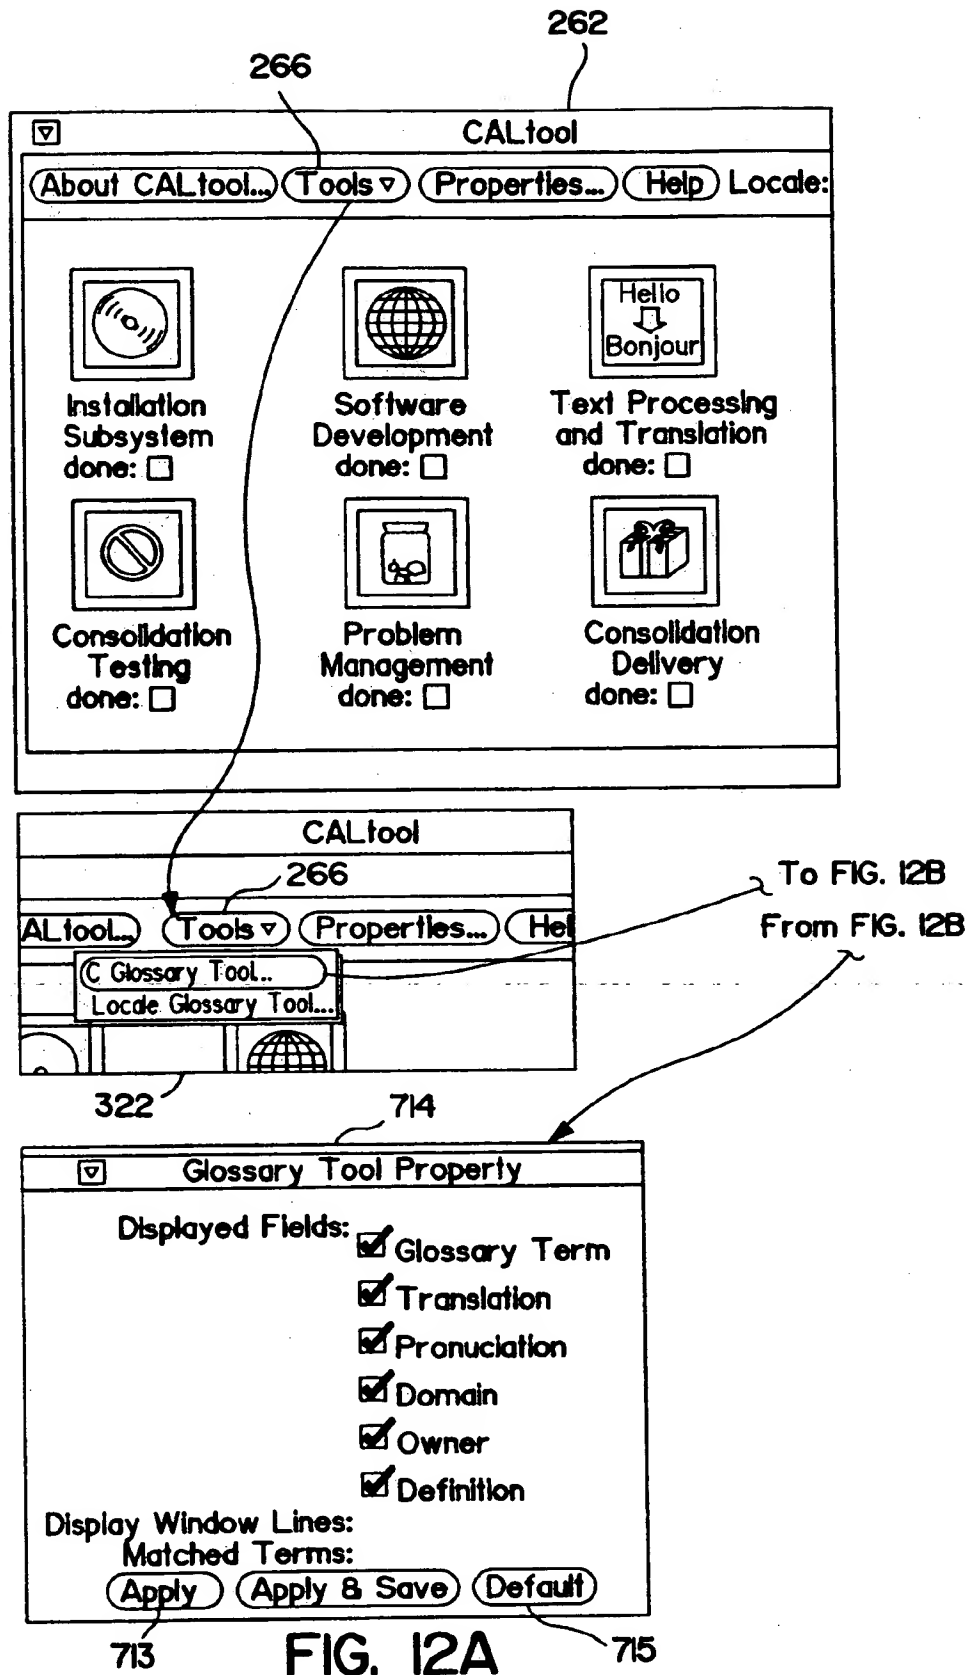 262
266
CALtool
About CALtool... Tools Properties... Help Locale:
Hello
Bonjour
Installation Subsystem
done:
Software Development
done:
Text Processing and Translation
done:
Consolidation Testing
done:
Problem Management
done:
Consolidation Delivery
done:
CALtool
266
To FIG. 12B
From FIG. 12B
ALtool... Tools Properties... Hel
C Glossary Tool...
Locale Glossary Tool...
322
714
Glossary Tool Property
Displayed Fields:
Glossary Term
Translation
Pronuciation
Domain
Owner
Definition
Display Window Lines:
Matched Terms:
Apply Apply & Save Default
713
715
FIG. 12A